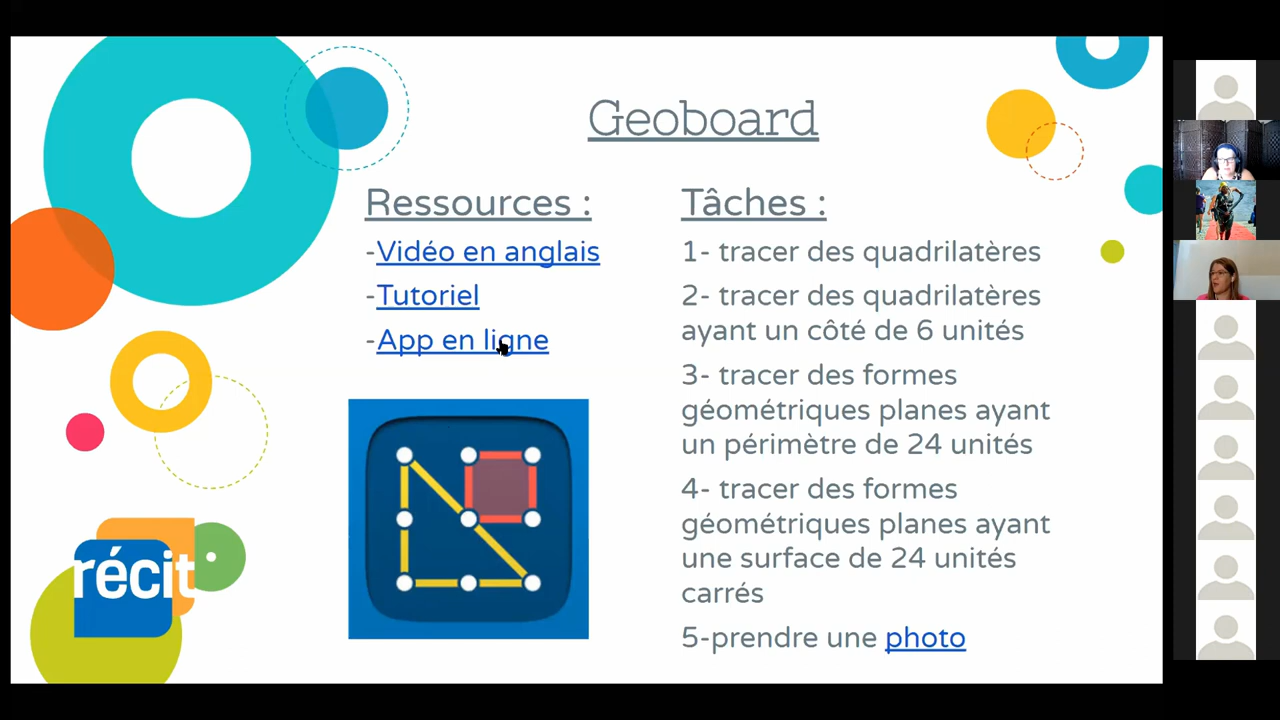 Geoboard
Ressources :
-Vidéo en anglais
-Tutoriel
-App en ligne
Tâches :
1- tracer des quadrilatères
2- tracer des quadrilatères
ayant un côté de 6 unités
3- tracer des formes
géométriques planes ayant
un périmètre de 24 unités
4- tracer des formes
géométriques planes ayant
une surface de 24 unités
carrés
5-prendre une photo
récit